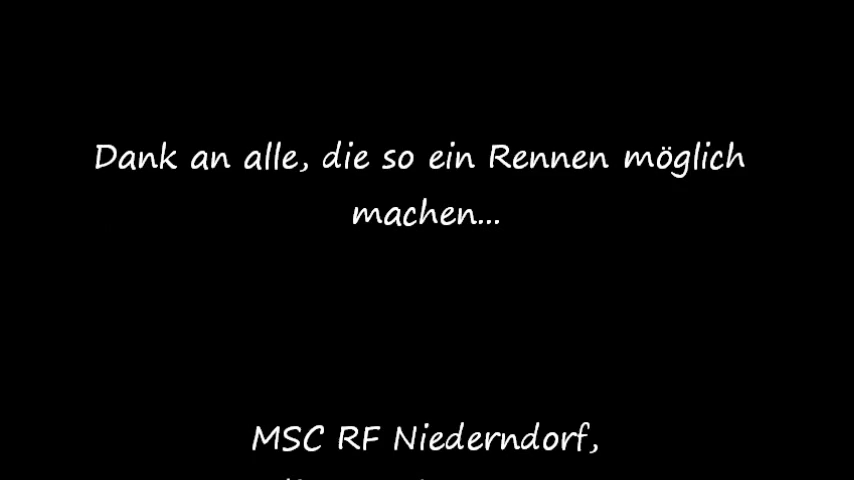 Dank an alle, die so ein Rennen möglich
machen...
MSC RF Niederndorf,